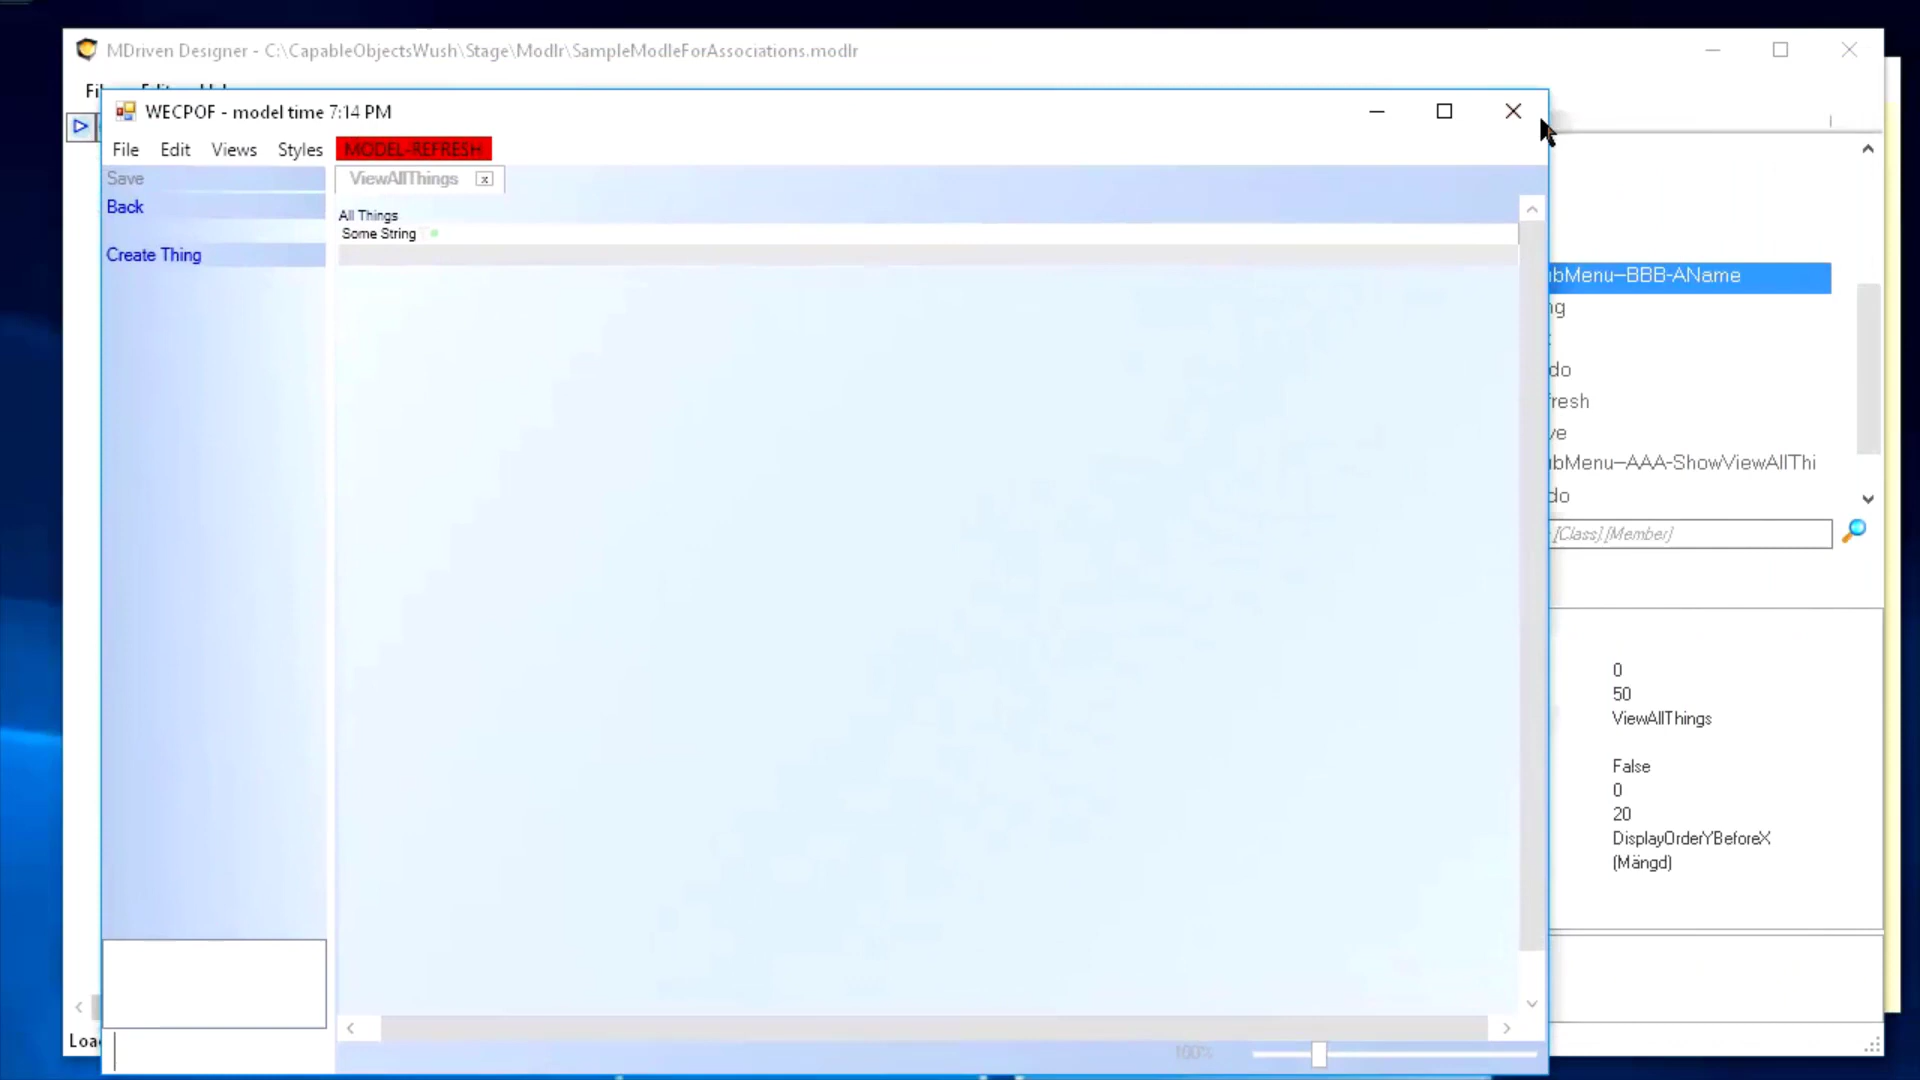 MDriven Designer - C:\CapableObjectsWush\Stage\Modlr\SampleModleForAssociations.modlr
WECPOF - model time 7:14 PM
File Edit Views Styles MODEL-REFRESH
Save
ViewAllThings x
Back
All Things
Some String
Create Thing
bMenu--BBB-AName
ng
do
fresh
ve
bMenu--AAA-ShowViewAllThi
do
[Class].[Member]
0
50
ViewAllThings
False
0
20
DisplayOrderYBeforeX
(Mängd)
Loa
100%